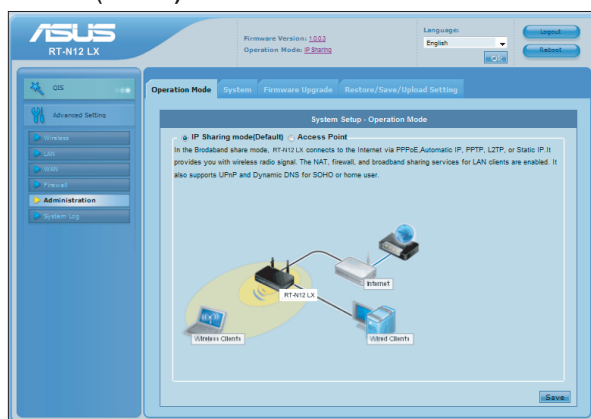 ASUS
RT-N12 LX
Firmware Version: 1.0.0.3
Operation Mode: IP Sharing
Language:
English
OK
Logout
Reboot
QIS
Advanced Setting
Wireless
LAN
WAN
Firewall
Administration
System Log
Operation Mode System Firmware Upgrade Restore/Save/Upload Setting
System Setup - Operation Mode
IP Sharing mode(Default) Access Point
In the Brodaband share mode, RT-N12 LX connects to the Internet via PPPoE,Automatic IP, PPTP, L2TP, or Static IP.It
provides you with wireless radio signal. The NAT, firewall, and broadband sharing services for LAN clients are enabled. It
also supports UPnP and Dynamic DNS for SOHO or home user.
Internet
RT-N12 LX
Wireless Clients
Wired Clients
Save